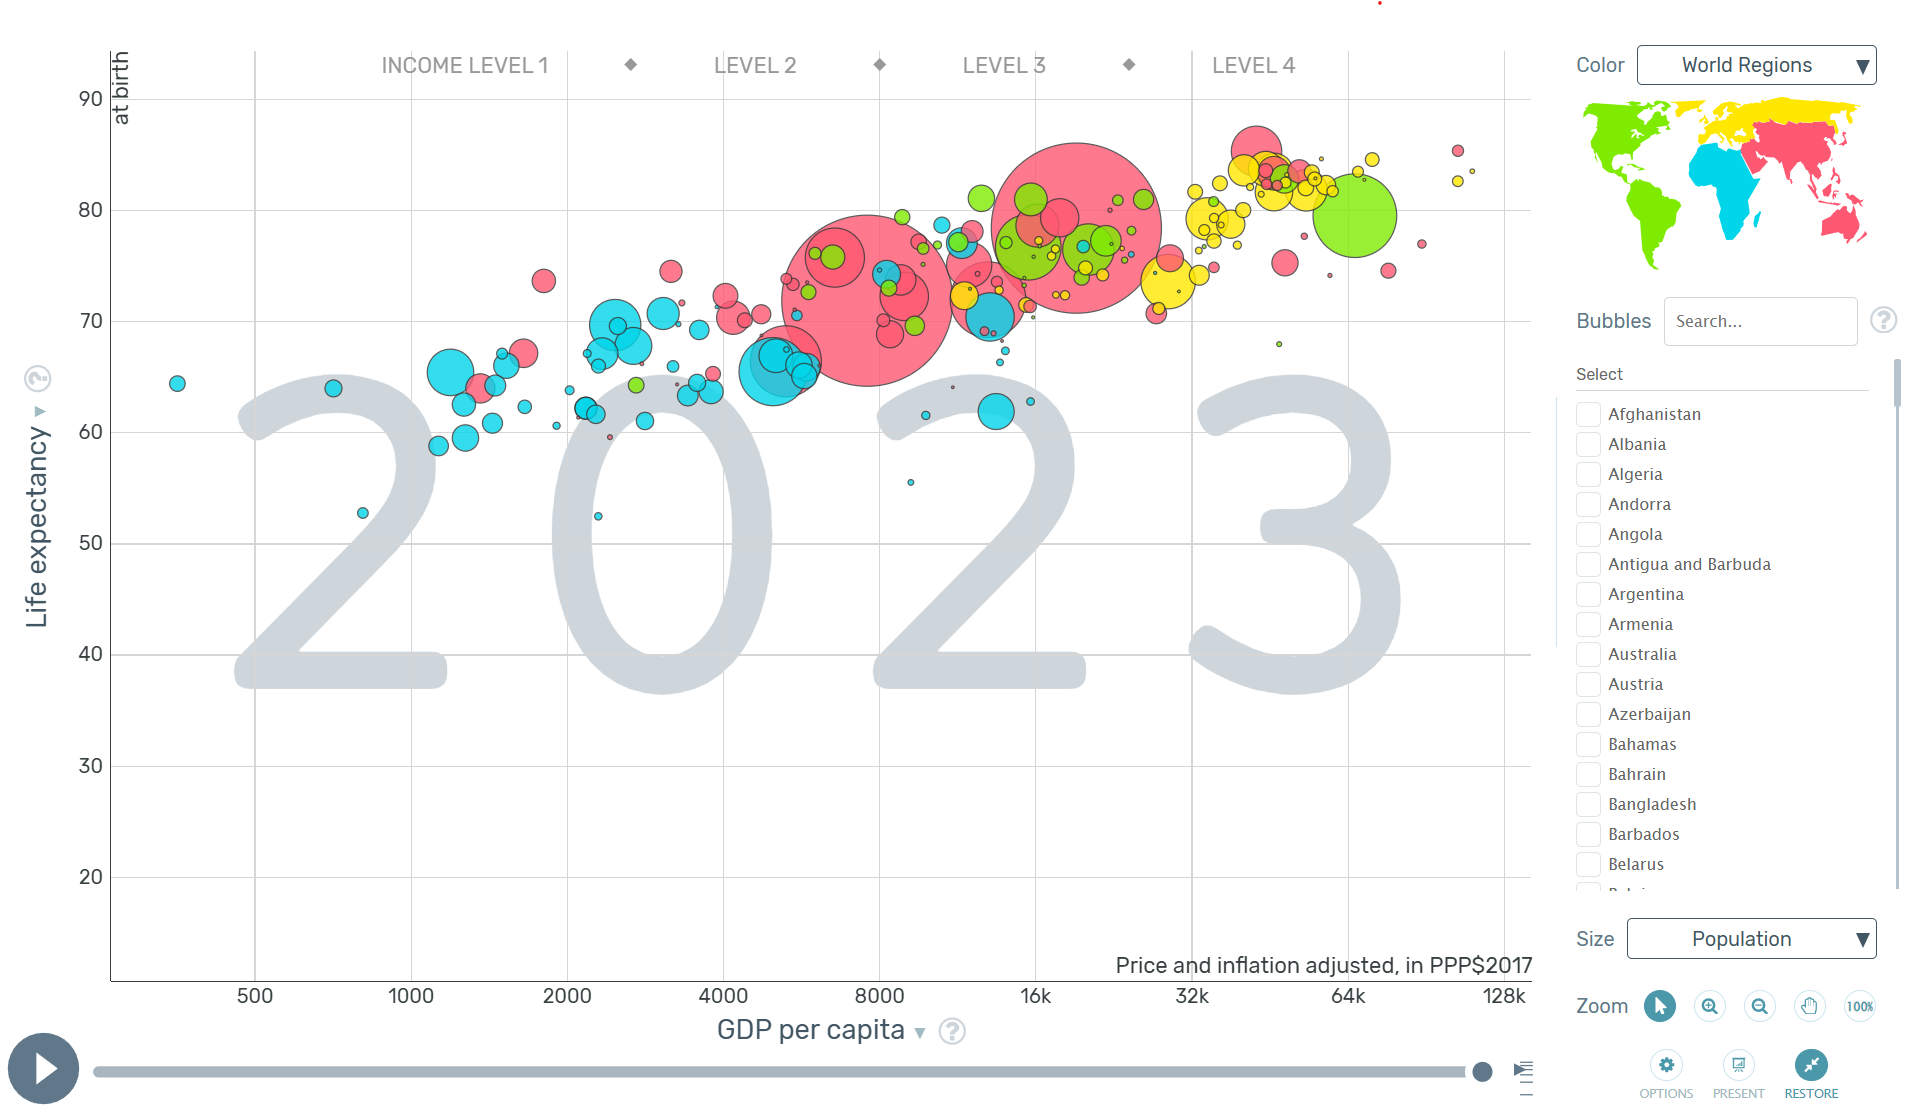 INCOME LEVEL 1
LEVEL 2
LEVEL 3
LEVEL 4
at birth
90
80
70
60
50
40
30
20
Life expectancy
?
2023
Price and inflation adjusted, in PPP$2017
500
1000
2000
4000
8000
16k
32k
64k
128k
GDP per capita
?
Color
World Regions
Bubbles
Search...
?
Select
Afghanistan
Albania
Algeria
Andorra
Angola
Antigua and Barbuda
Argentina
Armenia
Australia
Austria
Azerbaijan
Bahamas
Bahrain
Bangladesh
Barbados
Belarus
Size
Population
Zoom
100%
OPTIONS
PRESENT
RESTORE